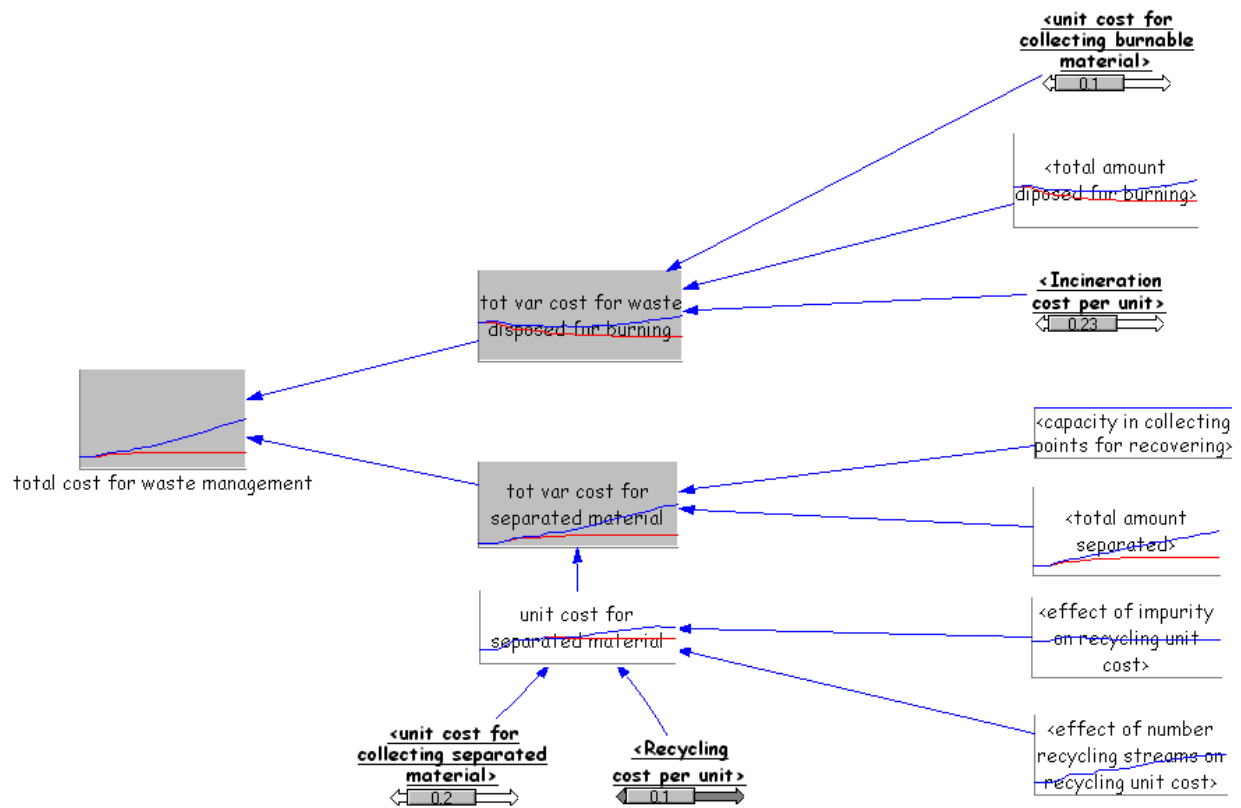 <unit cost for
collecting burnable
material>
0.1
<total amount
diposed fur burning>
tot var cost for waste
disposed fur burning
<Incineration
cost per unit>
0.23
total cost for waste management
<capacity in collecting
points for recovering>
tot var cost for
separated material
<total amount
separated>
unit cost for
separated material
<effect of impurity
on recycling unit
cost>
<unit cost for
collecting separated
material>
0.2
<Recycling
cost per unit>
0.1
<effect of number
recycling streams on
recycling unit cost>